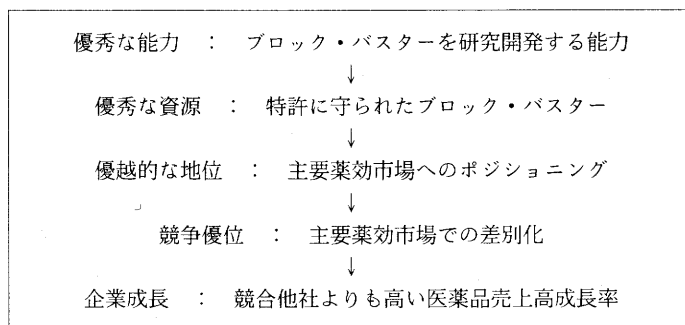 優秀な能力 ： ブロック・バスターを研究開発する能力
↓
優秀な資源 ： 特許に守られたブロック・バスター
↓
優越的な地位 ： 主要薬効市場へのポジショニング
↓
競争優位 ： 主要薬効市場での差別化
↓
企業成長 ： 競合他社よりも高い医薬品売上高成長率